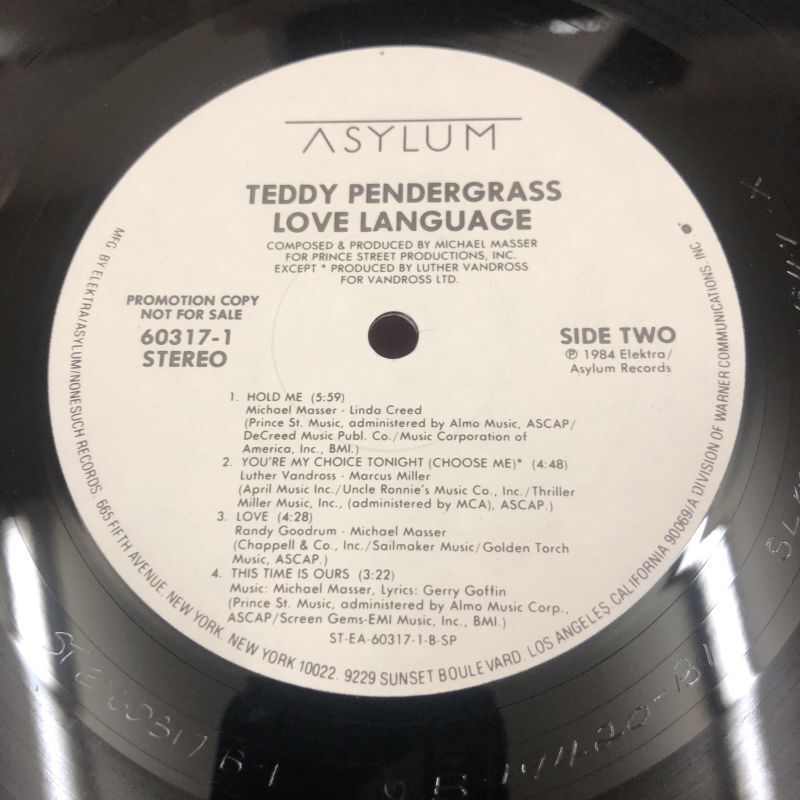 ASYLUM
TEDDY PENDERGRASS
LOVE LANGUAGE
COMPOSED & PRODUCED BY MICHAEL MASSER
FOR PRINCE STREET PRODUCTIONS, INC.
EXCEPT * PRODUCED BY LUTHER VANDROSS
FOR VANDROSS LTD.
PROMOTION COPY
NOT FOR SALE
60317-1
STEREO
SIDE TWO
℗ 1984 Elektra/
Asylum Records
1. HOLD ME (5:59)
Michael Masser - Linda Creed
(Prince St. Music, administered by Almo Music, ASCAP/
DeCreed Music Publ. Co./Music Corporation of
America, Inc., BMI.)
2. YOU'RE MY CHOICE TONIGHT (CHOOSE ME)* (4:48)
Luther Vandross - Marcus Miller
(April Music Inc./Uncle Ronnie's Music Co., Inc./Thriller
Miller Music, Inc., (administered by MCA), ASCAP.)
3. LOVE (4:28)
Randy Goodrum - Michael Masser
(Chappell & Co., Inc./Sailmaker Music/Golden Torch
Music, ASCAP.)
4. THIS TIME IS OURS (3:22)
Music: Michael Masser, Lyrics: Gerry Goffin
(Prince St. Music, administered by Almo Music Corp.,
ASCAP/Screen Gems-EMI Music, Inc., BMI.)
ST-EA-60317-1-B-SP
MFG. BY ELEKTRA/ASYLUM/NONESUCH RECORDS. 665 FIFTH AVENUE. NEW YORK. NEW YORK 10022. 9229 SUNSET BOULEVARD. LOS ANGELES, CALIFORNIA 90069/A DIVISION OF WARNER COMMUNICATIONS. INC.